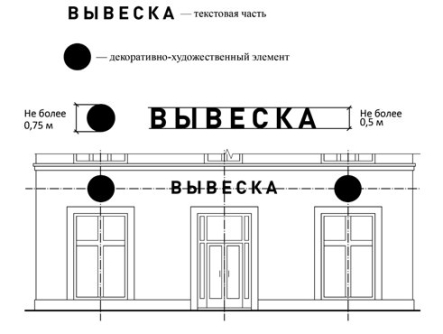 ВЫВЕСКА — текстовая часть
— декоративно-художественный элемент
Не более
0,75 м
ВЫВЕСКА
Не более
0,5 м
ВЫВЕСКА